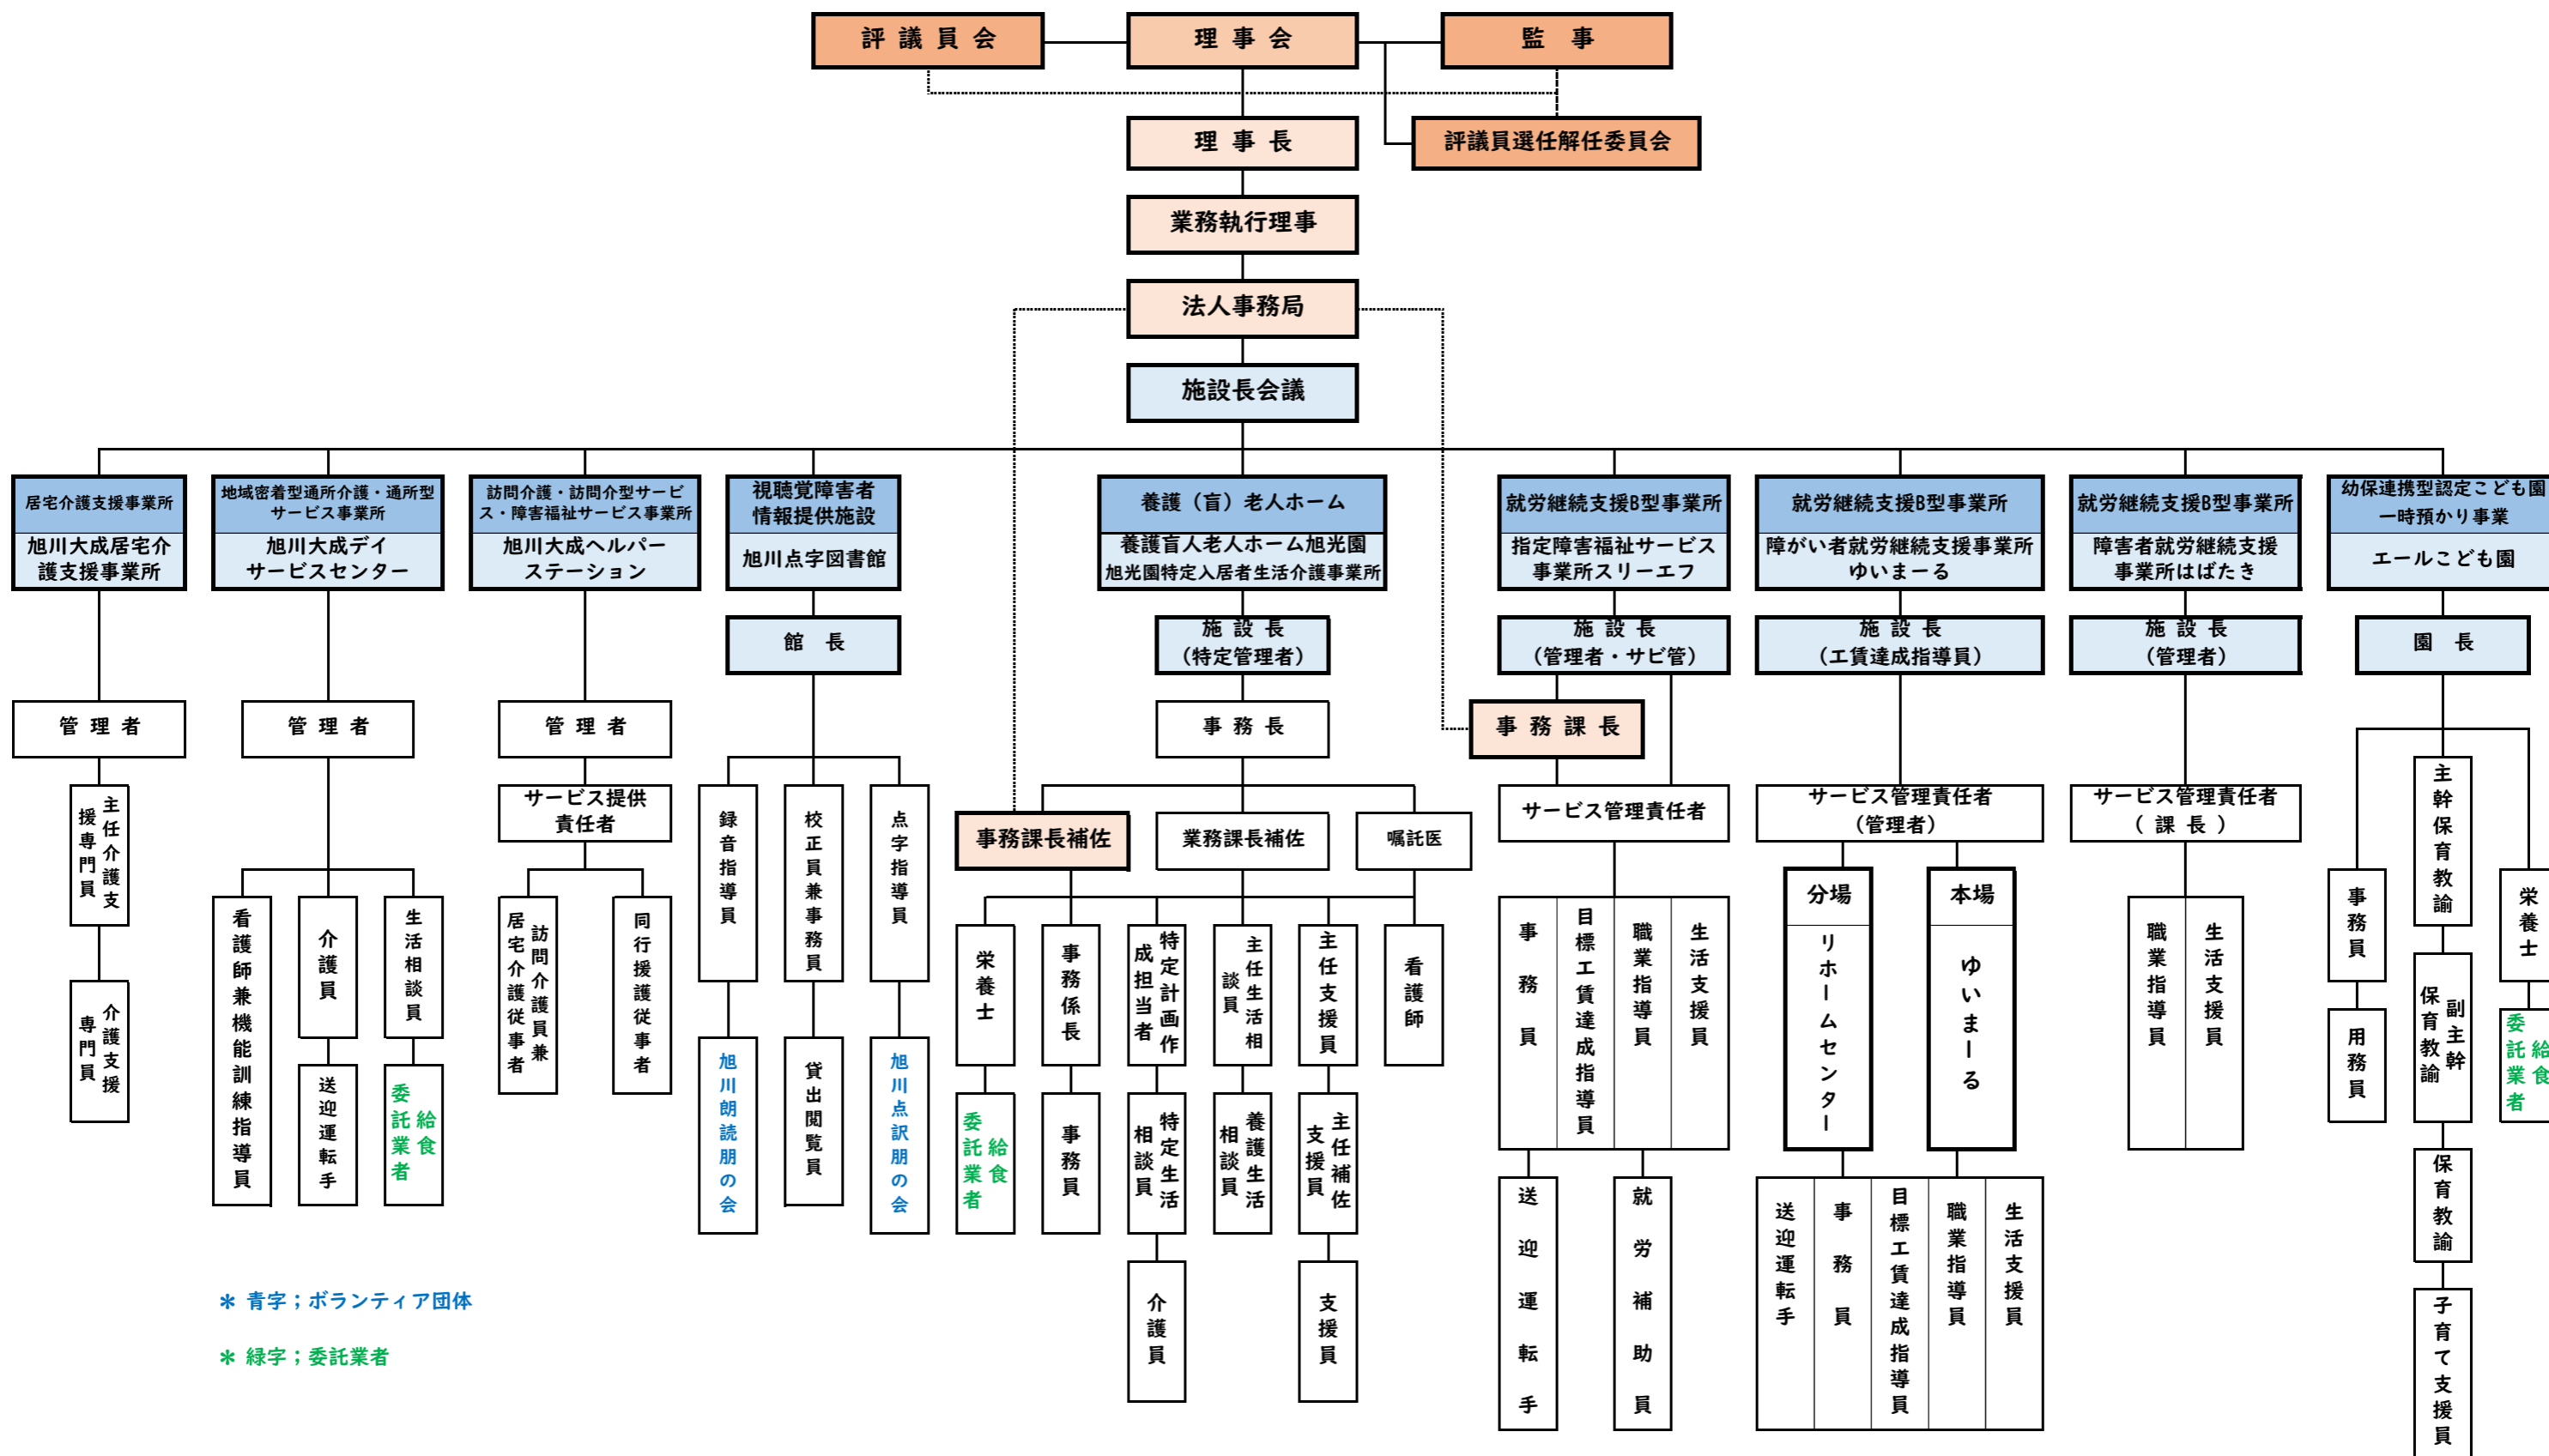 評議員会
理事会
監事
理事長
評議員選任解任委員会
業務執行理事
法人事務局
施設長会議
居宅介護支援事業所
旭川大成居宅介
護支援事業所
地域密着型通所介護・通所型
サービス事業所
旭川大成デイ
サービスセンター
訪問介護・訪問介型サービ
ス・障害福祉サービス事業所
旭川大成ヘルパー
ステーション
視聴覚障害者
情報提供施設
旭川点字図書館
養護（盲）老人ホーム
養護盲人老人ホーム旭光園
旭光園特定入居者生活介護事業所
就労継続支援B型事業所
指定障害福祉サービス
事業所スリーエフ
就労継続支援B型事業所
障がい者就労継続支援事業所
ゆいまーる
就労継続支援B型事業所
障害者就労継続支援
事業所はばたき
幼保連携型認定こども園
一時預かり事業
エールこども園
館長
施設長
（特定管理者）
施設長
（管理者・サビ管）
施設長
（工賃達成指導員）
施設長
（管理者）
園長
管理者
管理者
管理者
事務長
事務課長
主任介護支
援専門員
介護支援
専門員
看護師兼機能訓練指導員
介護員
送迎運転手
生活相談員
給食
委託業者
サービス提供
責任者
訪問介護員兼
居宅介護従事者
同行援護従事者
録音指導員
旭川朗読朋の会
校正員兼事務員
貸出閲覧員
点字指導員
旭川点訳朋の会
事務課長補佐
業務課長補佐
嘱託医
栄養士
給食
委託業者
事務係長
事務員
特定計画作
成担当者
特定生活
相談員
介護員
主任生活相
談員
養護生活
相談員
主任支援員
主任補佐
支援員
支援員
看護師
サービス管理責任者
事務員
目標工賃達成指導員
職業指導員
生活支援員
送迎運転手
就労補助員
サービス管理責任者
（管理者）
分場
リホームセンター
本場
ゆいまーる
送迎運転手
事務員
目標工賃達成指導員
職業指導員
生活支援員
サービス管理責任者
（課長）
職業指導員
生活支援員
事務員
用務員
主幹保育教諭
副主幹
保育教諭
保育教諭
子育て支援員
栄養士
給食
委託業者
＊ 青字；ボランティア団体
＊ 緑字；委託業者